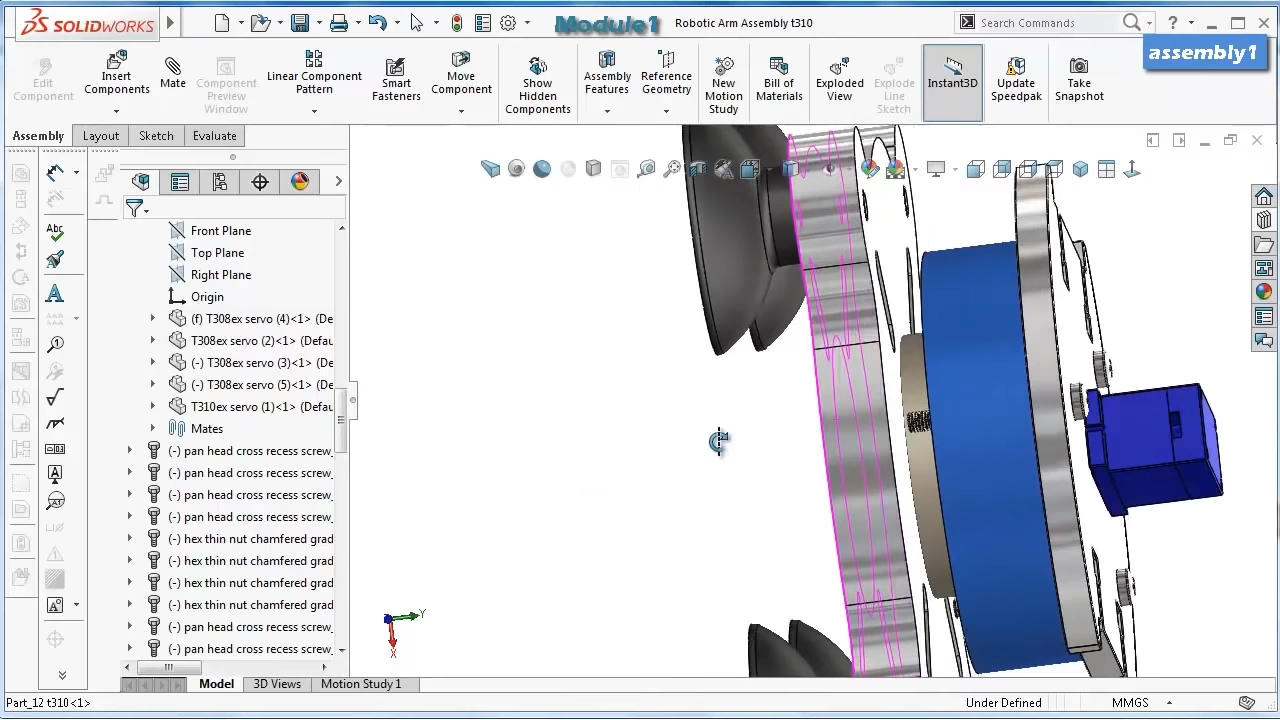 SOLIDWORKS
Module1
Robotic Arm Assembly t310
Search Commands
?
assembly1
Edit
Component
Insert
Components
Mate
Component
Preview
Window
Linear Component
Pattern
Smart
Fasteners
Move
Component
Show
Hidden
Components
Assembly
Features
Reference
Geometry
New
Motion
Study
Bill of
Materials
Exploded
View
Explode
Line
Sketch
Instant3D
Update
Speedpak
Take
Snapshot
Assembly
Layout
Sketch
Evaluate
Front Plane
Top Plane
Right Plane
Origin
(f) T308ex servo (4)<1> (De
T308ex servo (2)<1> (Defau
(-) T308ex servo (3)<1> (De
(-) T308ex servo (5)<1> (De
T310ex servo (1)<1> (Defau
Mates
(-) pan head cross recess screw_
(-) pan head cross recess screw_
(-) pan head cross recess screw_
(-) pan head cross recess screw_
(-) hex thin nut chamfered grad
(-) hex thin nut chamfered grad
(-) hex thin nut chamfered grad
(-) hex thin nut chamfered grad
(-) pan head cross recess screw_
(-) pan head cross recess screw_
Abc
A
Y
X
Model
3D Views
Motion Study 1
Part_12 t310<1>
Under Defined
MMGS